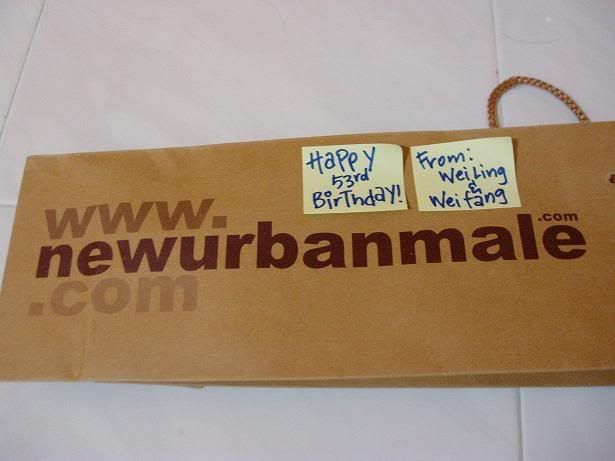 Happy
53rd
BirThday!
From:
WeiLing
&
Weifang
www.
newurbanmale
.com
.com